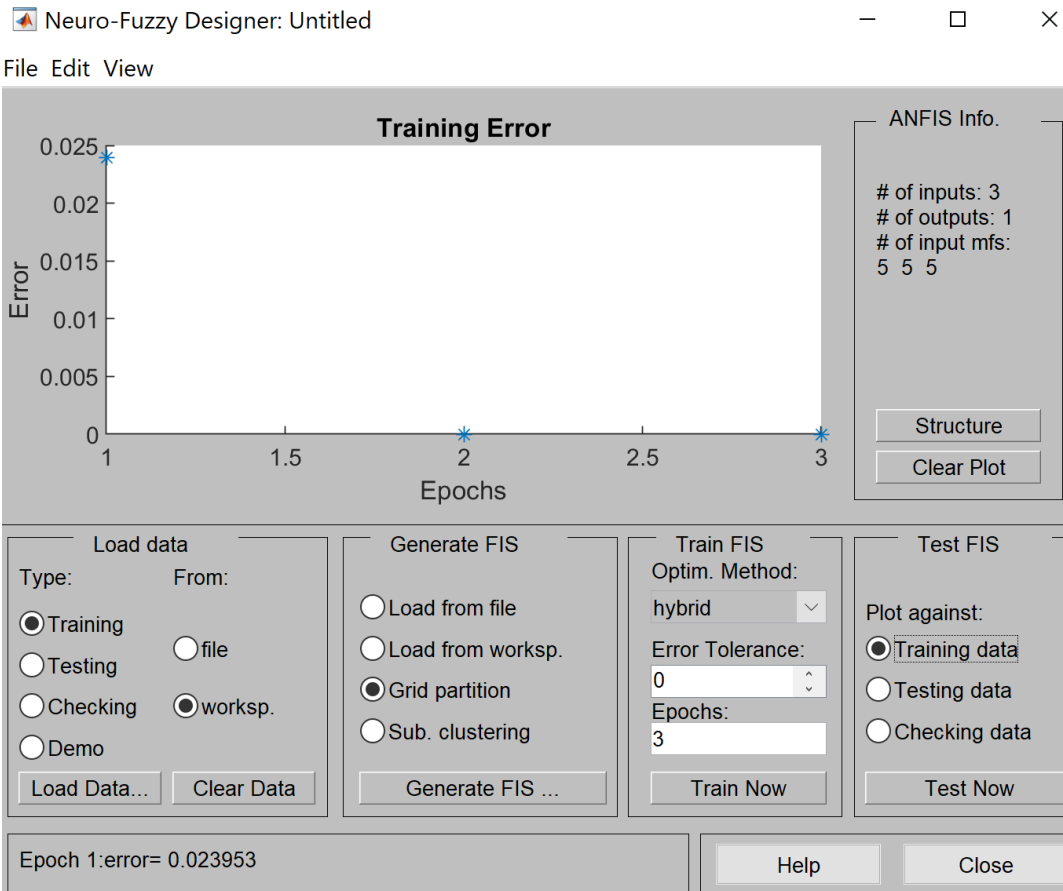 Neuro-Fuzzy Designer: Untitled
File Edit View
Training Error
0.025
0.02
0.015
0.01
0.005
0
Error
1
1.5
2
2.5
3
Epochs
ANFIS Info.
# of inputs: 3
# of outputs: 1
# of input mfs:
5 5 5
Structure
Clear Plot
Load data
Type:
From:
Training
Testing
Checking
Demo
file
worksp.
Load Data...
Clear Data
Generate FIS
Load from file
Load from worksp.
Grid partition
Sub. clustering
Generate FIS ...
Train FIS
Optim. Method:
hybrid
Error Tolerance:
0
Epochs:
3
Train Now
Test FIS
Plot against:
Training data
Testing data
Checking data
Test Now
Epoch 1:error= 0.023953
Help
Close